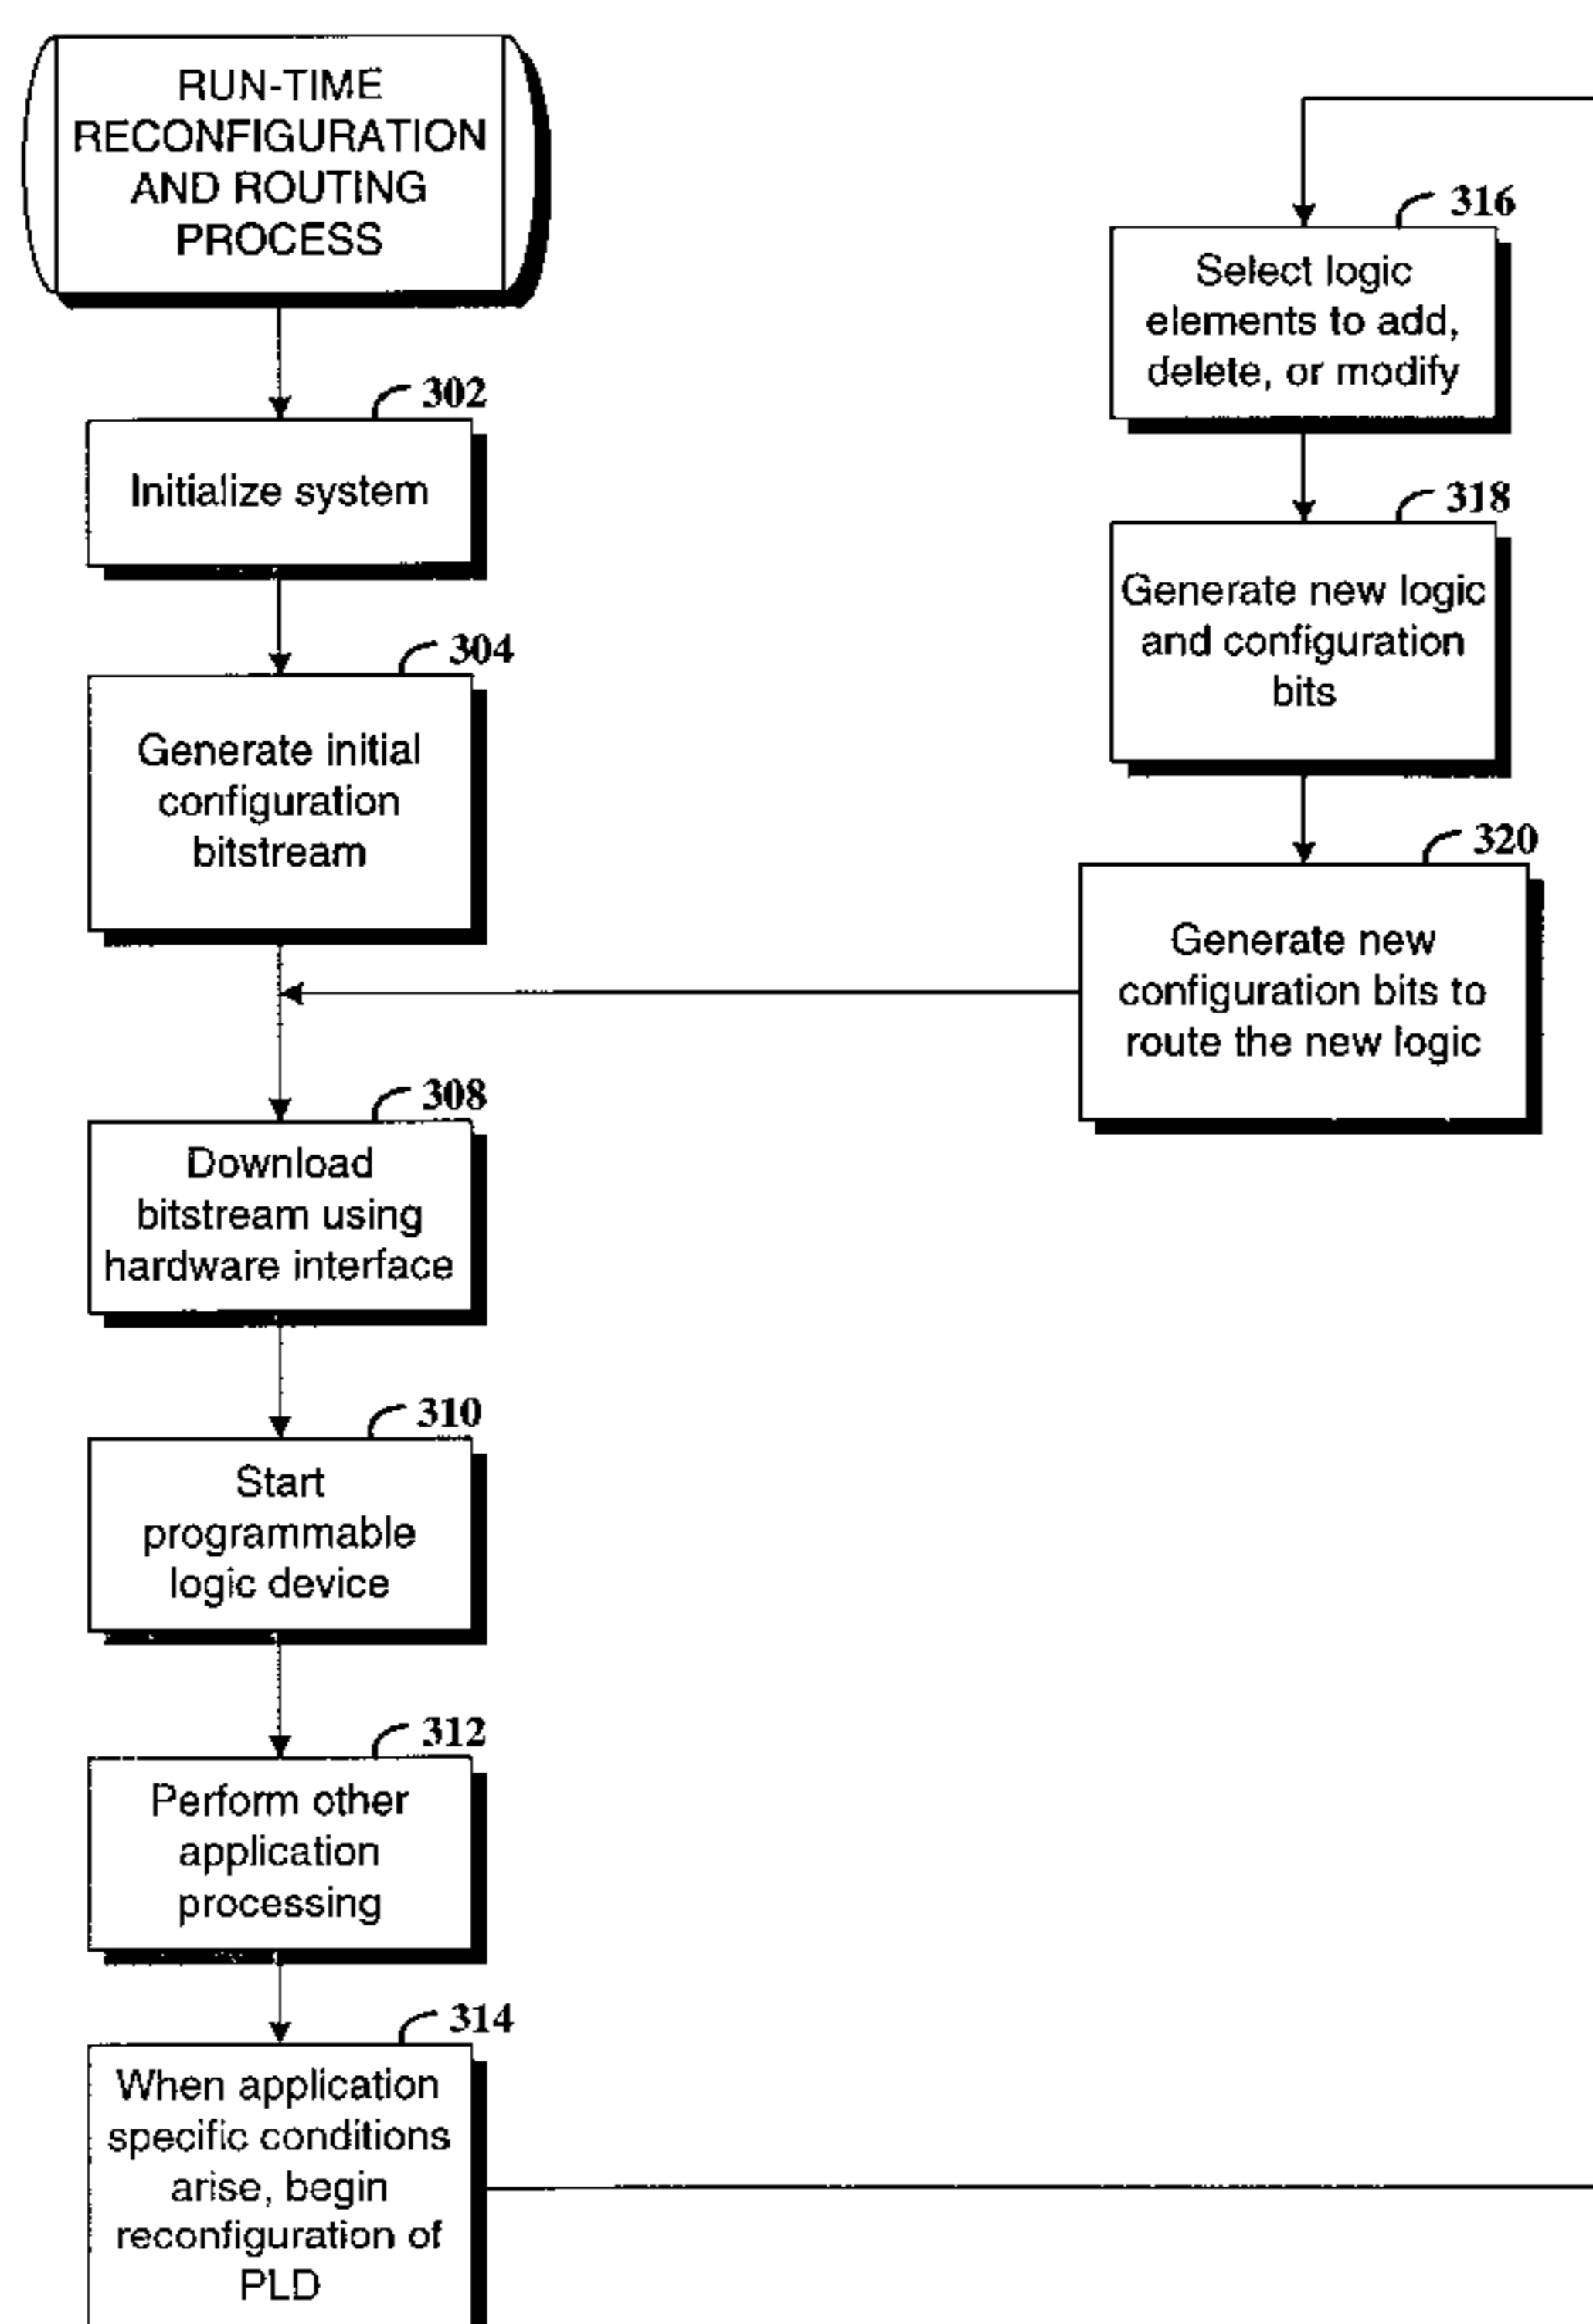 RUN-TIME
RECONFIGURATION
AND ROUTING
PROCESS
302
Initialize system
304
Generate initial
configuration
bitstream
308
Download
bitstream using
hardware interface
310
Start
programmable
logic device
312
Perform other
application
processing
314
When application
specific conditions
arise, begin
reconfiguration of
PLD
316
Select logic
elements to add,
delete, or modify
318
Generate new logic
and configuration
bits
320
Generate new
configuration bits to
route the new logic